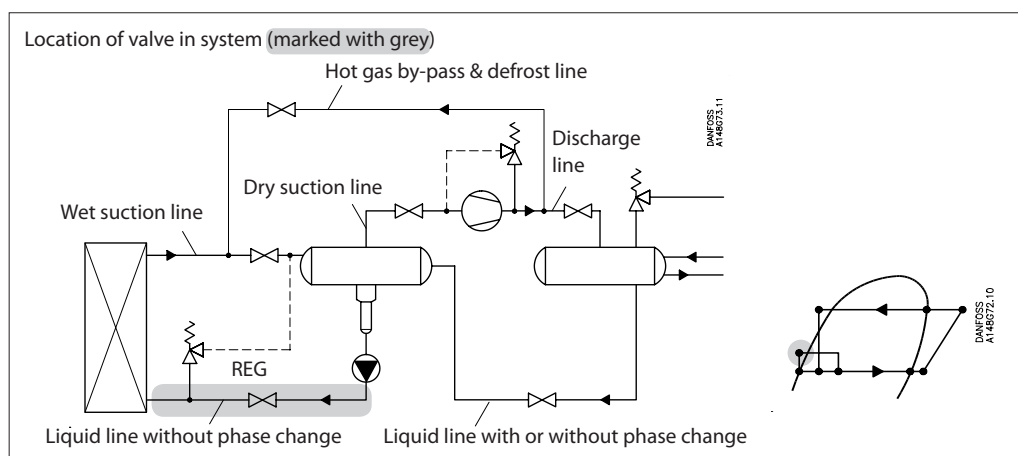 Location of valve in system (marked with grey)
Hot gas by-pass & defrost line
DANFOSS
A148G73.11
Discharge
line
Dry suction line
Wet suction line
DANFOSS
A148G72.10
REG
Liquid line without phase change
Liquid line with or without phase change